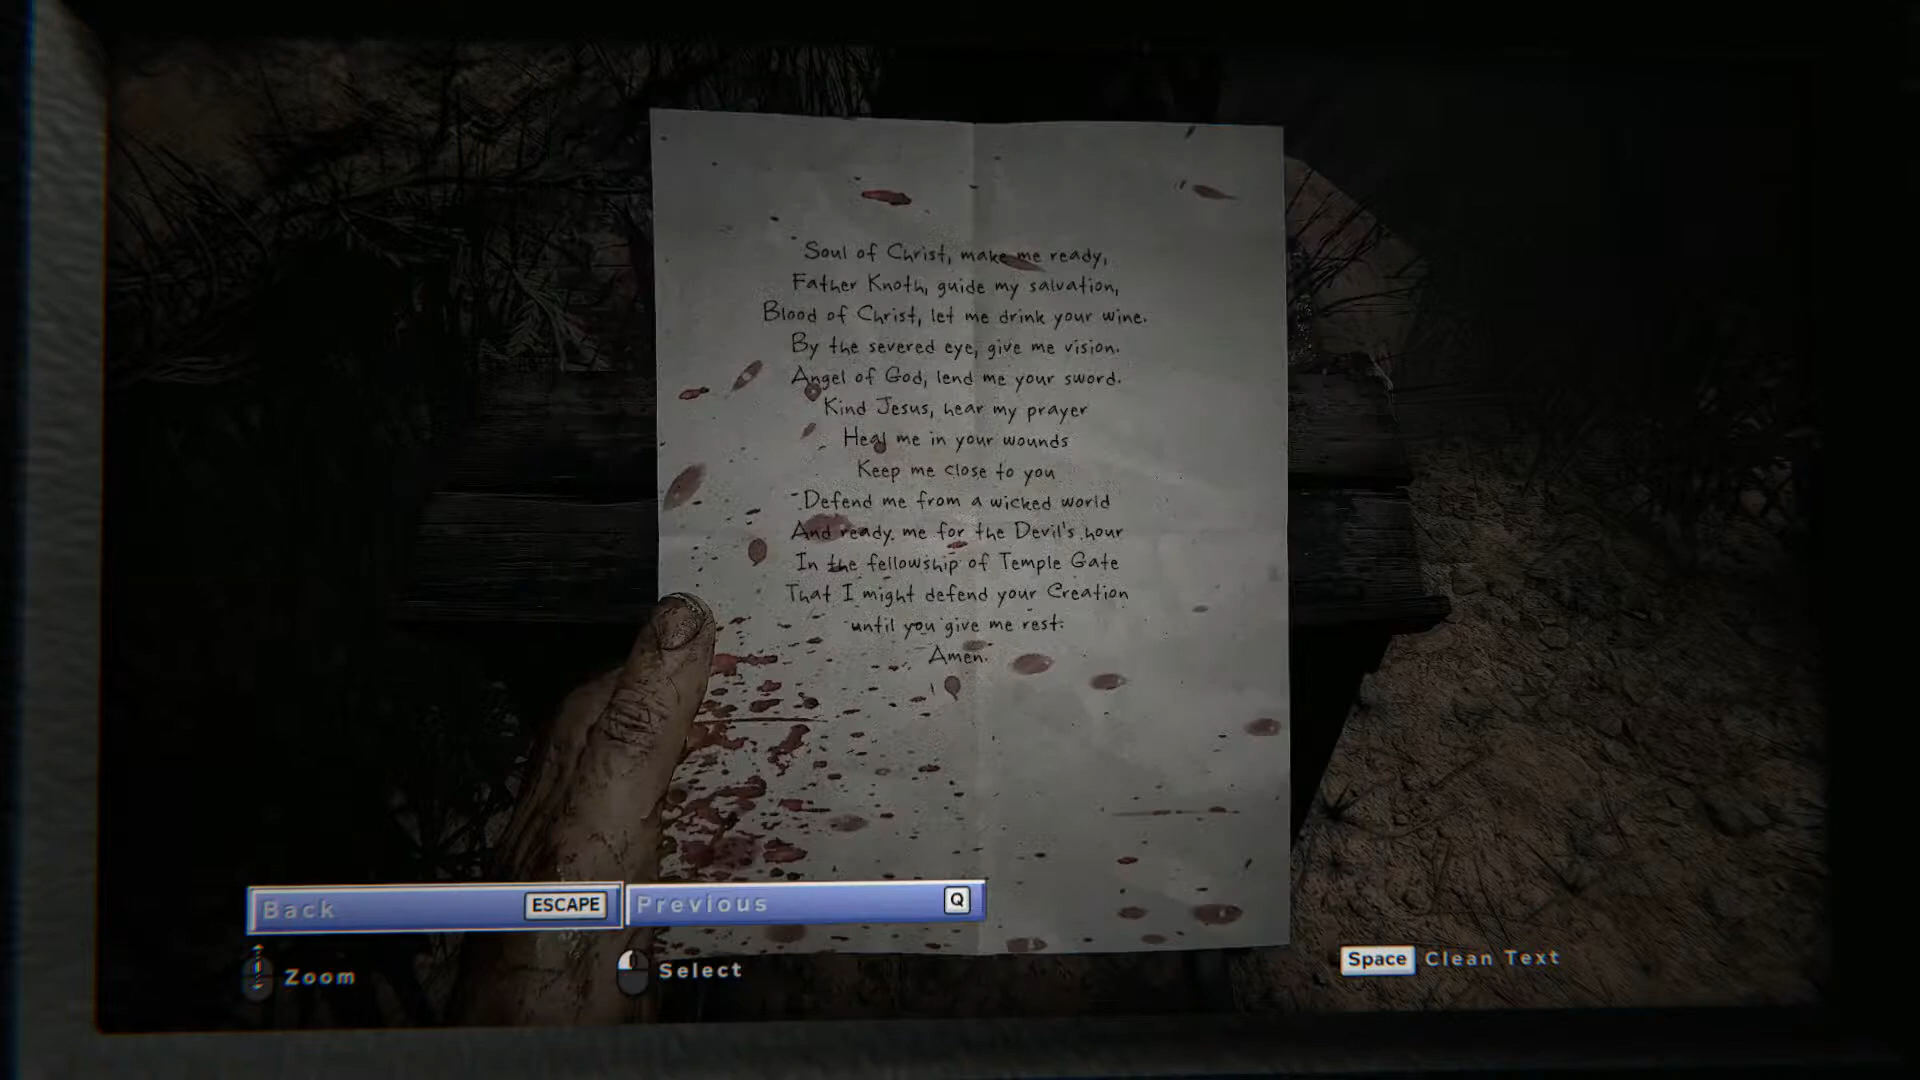 Soul of Christ, make me ready,
Father Knoth, guide my salvation,
Blood of Christ, let me drink your wine.
By the severed eye, give me vision.
Angel of God, lend me your sword.
Kind Jesus, hear my prayer
Heal me in your wounds
Keep me close to you
Defend me from a wicked world
And ready me for the Devil's hour
In the fellowship of Temple Gate
That I might defend your Creation
until you give me rest.
Amen.
Back ESCAPE Previous Q
Zoom Select Space Clean Text